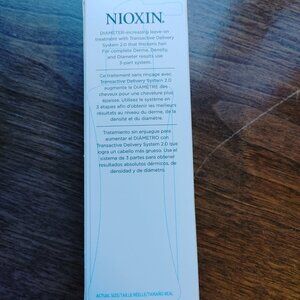 NIOXIN.
DIAMETER-increasing leave-on
treatment with Transactive Delivery
System 2.0 that thickens hair.
For complete Derma, Density,
and Diameter results use
3-part system.
Ce traitement sans rinçage avec
Transactive Delivery System 2.0
augmente le DIAMÈTRE des
cheveux pour une chevelure plus
épaisse. Utilisez le système en
3 étapes afin d'obtenir les meilleurs
résultats au niveau du derme, de la
densité et du diamètre.
Tratamiento sin enjuague para
aumentar el DIÁMETRO con
Transactive Delivery System 2.0 que
logra un cabello más grueso. Use el
sistema de 3 partes para obtener
resultados absolutos dérmicos, de
densidad y de diámetro.
ACTUAL SIZE/TAILLE RÉELLE/TAMAÑO REAL